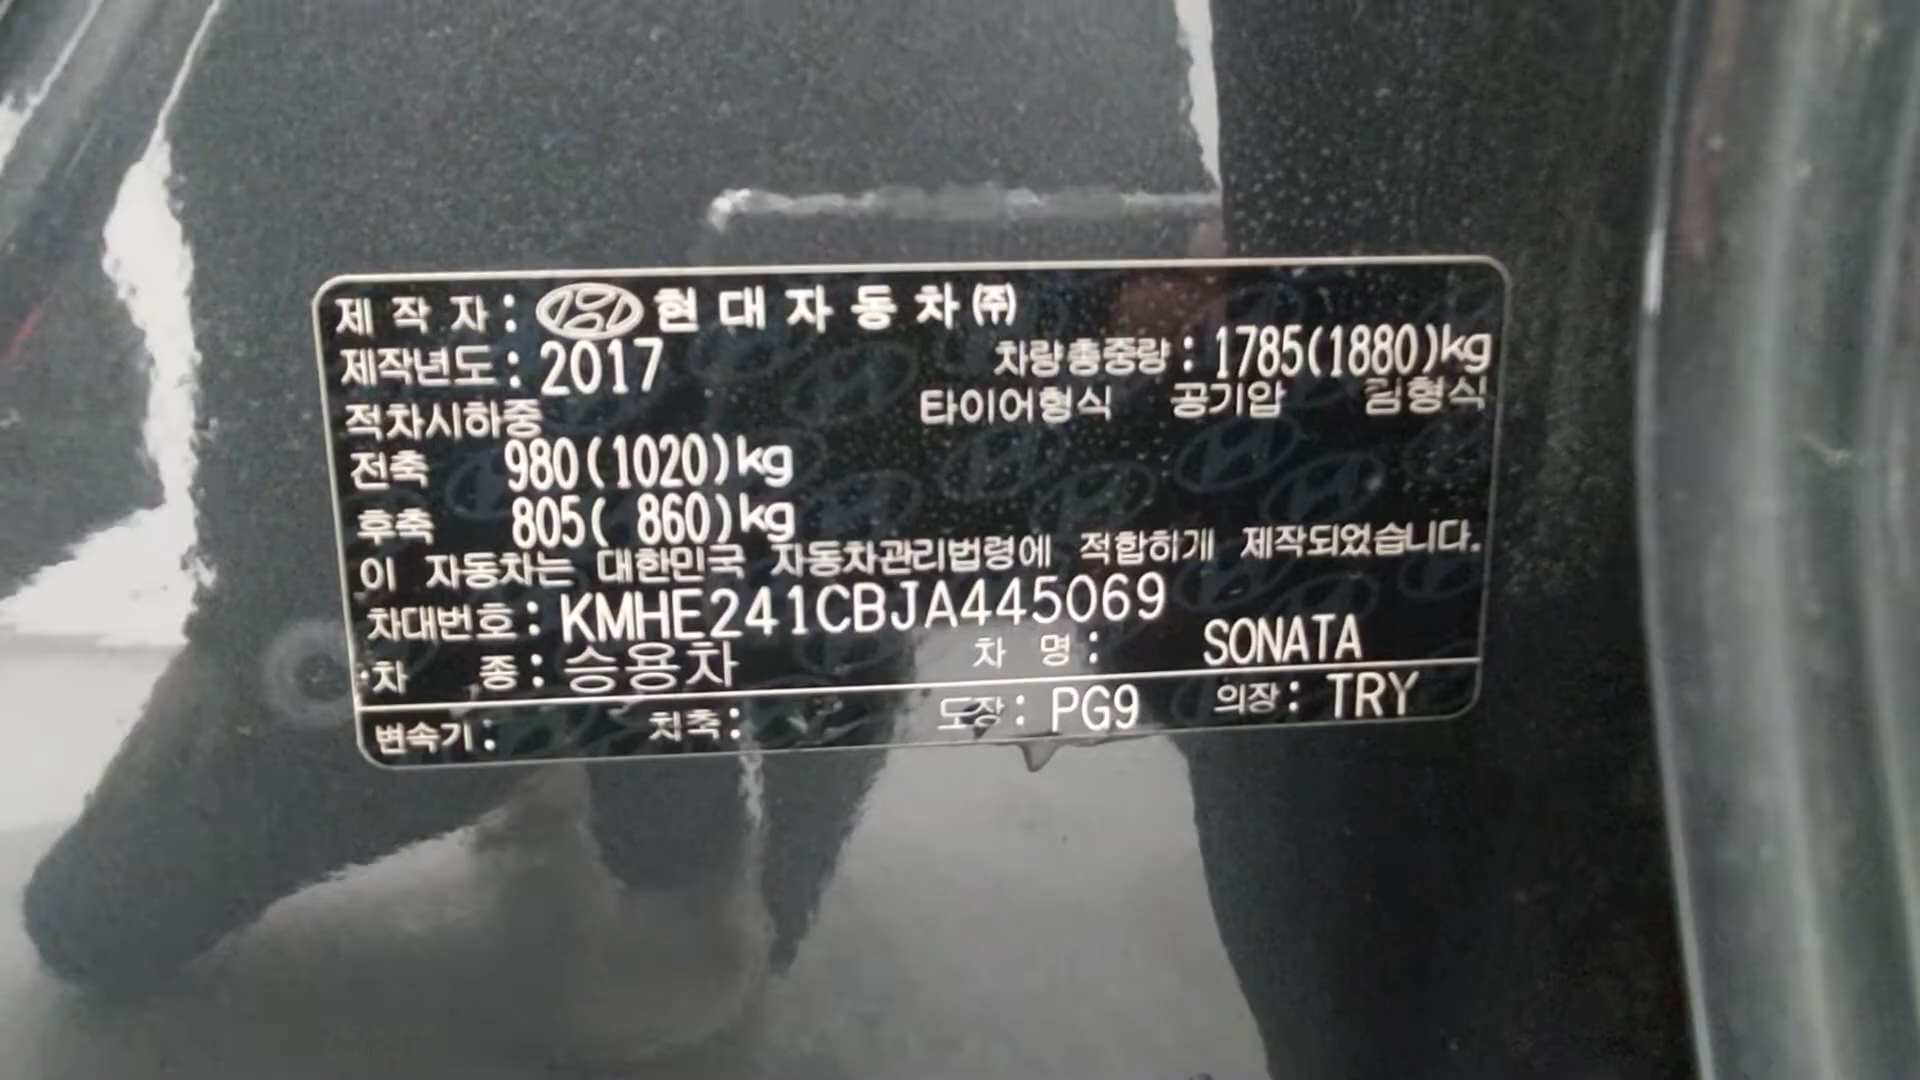 제 작 자 : 현 대 자 동 차 ㈜
제작년도 : 2017 차량총중량 : 1785(1880)kg
적차시하중 타이어형식 공기압 림형식
전축 980(1020)kg
후축 805( 860)kg
이 자동차는 대한민국 자동차관리법령에 적합하게 제작되었습니다.
차대번호 : KMHE241CBJA445069
차 종 : 승용차 차 명 : SONATA
변속기 : 도장 : PG9 의장 : TRY